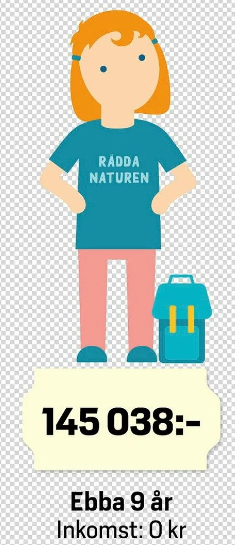 RÄDDA
NATUREN
145 038:-
Ebba 9 år
Inkomst: 0 kr